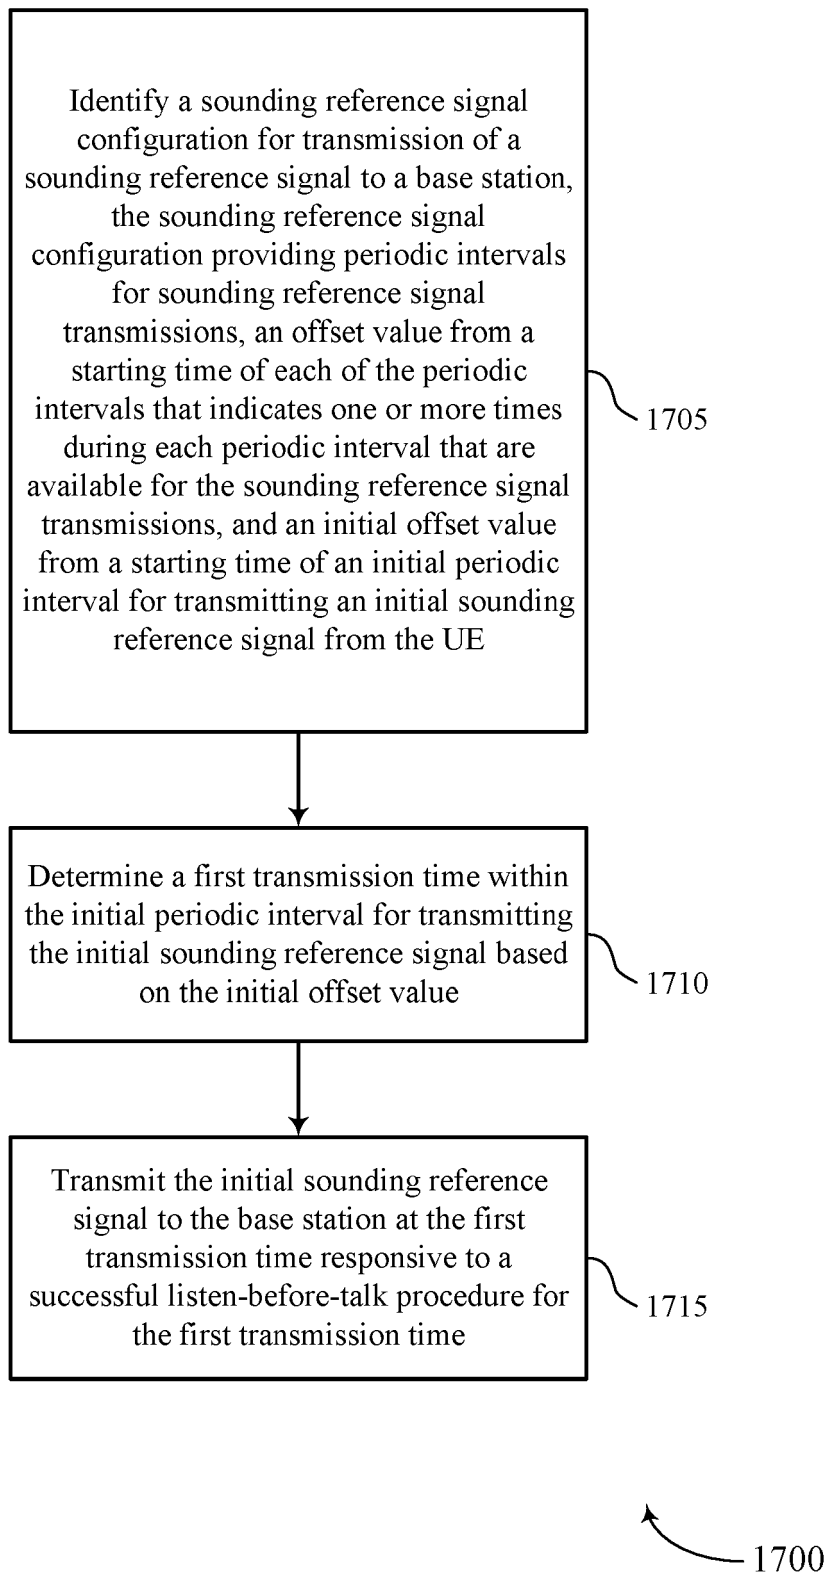 Identify a sounding reference signal
configuration for transmission of a
sounding reference signal to a base station,
the sounding reference signal
configuration providing periodic intervals
for sounding reference signal
transmissions, an offset value from a
starting time of each of the periodic
intervals that indicates one or more times
during each periodic interval that are
available for the sounding reference signal
transmissions, and an initial offset value
from a starting time of an initial periodic
interval for transmitting an initial sounding
reference signal from the UE
1705
Determine a first transmission time within
the initial periodic interval for transmitting
the initial sounding reference signal based
on the initial offset value
1710
Transmit the initial sounding reference
signal to the base station at the first
transmission time responsive to a
successful listen-before-talk procedure for
the first transmission time
1715
1700